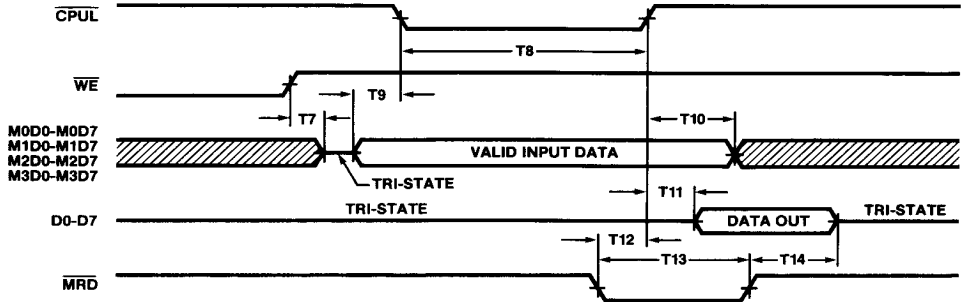 CPUL
T8
WE
T9
T7
M0D0-M0D7
M1D0-M1D7
M2D0-M2D7
M3D0-M3D7
T10
VALID INPUT DATA
TRI-STATE
T11
TRI-STATE
TRI-STATE
D0-D7
DATA OUT
T12
T13
T14
MRD